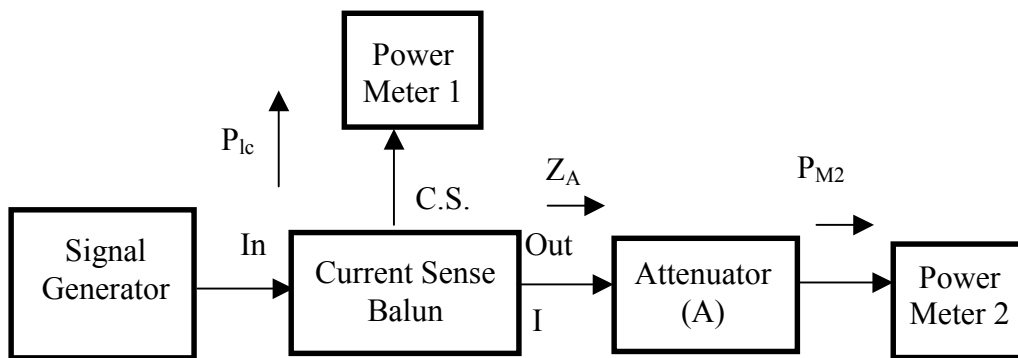 Power
Meter 1
P_lc
C.S.
Z_A
P_M2
Signal
Generator
In
Current Sense
Balun
Out
I
Attenuator
(A)
Power
Meter 2